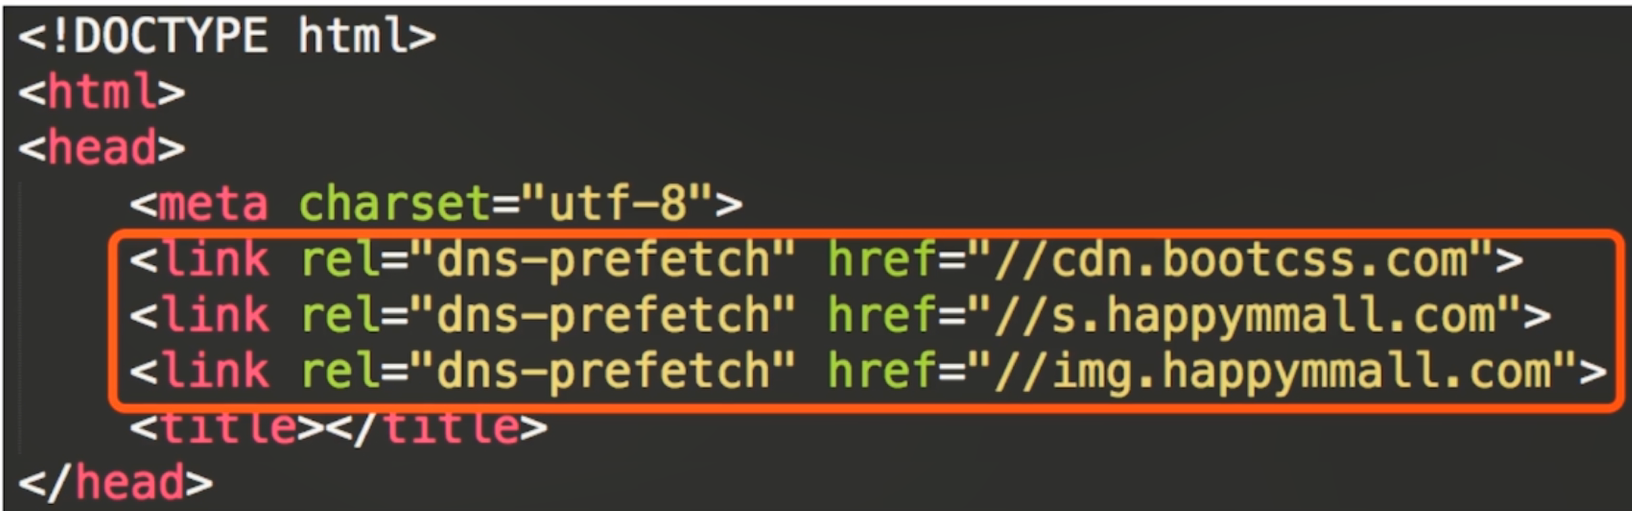 <!DOCTYPE html>
<html>
<head>
<meta charset="utf-8">
<link rel="dns-prefetch" href="//cdn.bootcss.com">
<link rel="dns-prefetch" href="//s.happymmall.com">
<link rel="dns-prefetch" href="//img.happymmall.com">
<title></title>
</head>